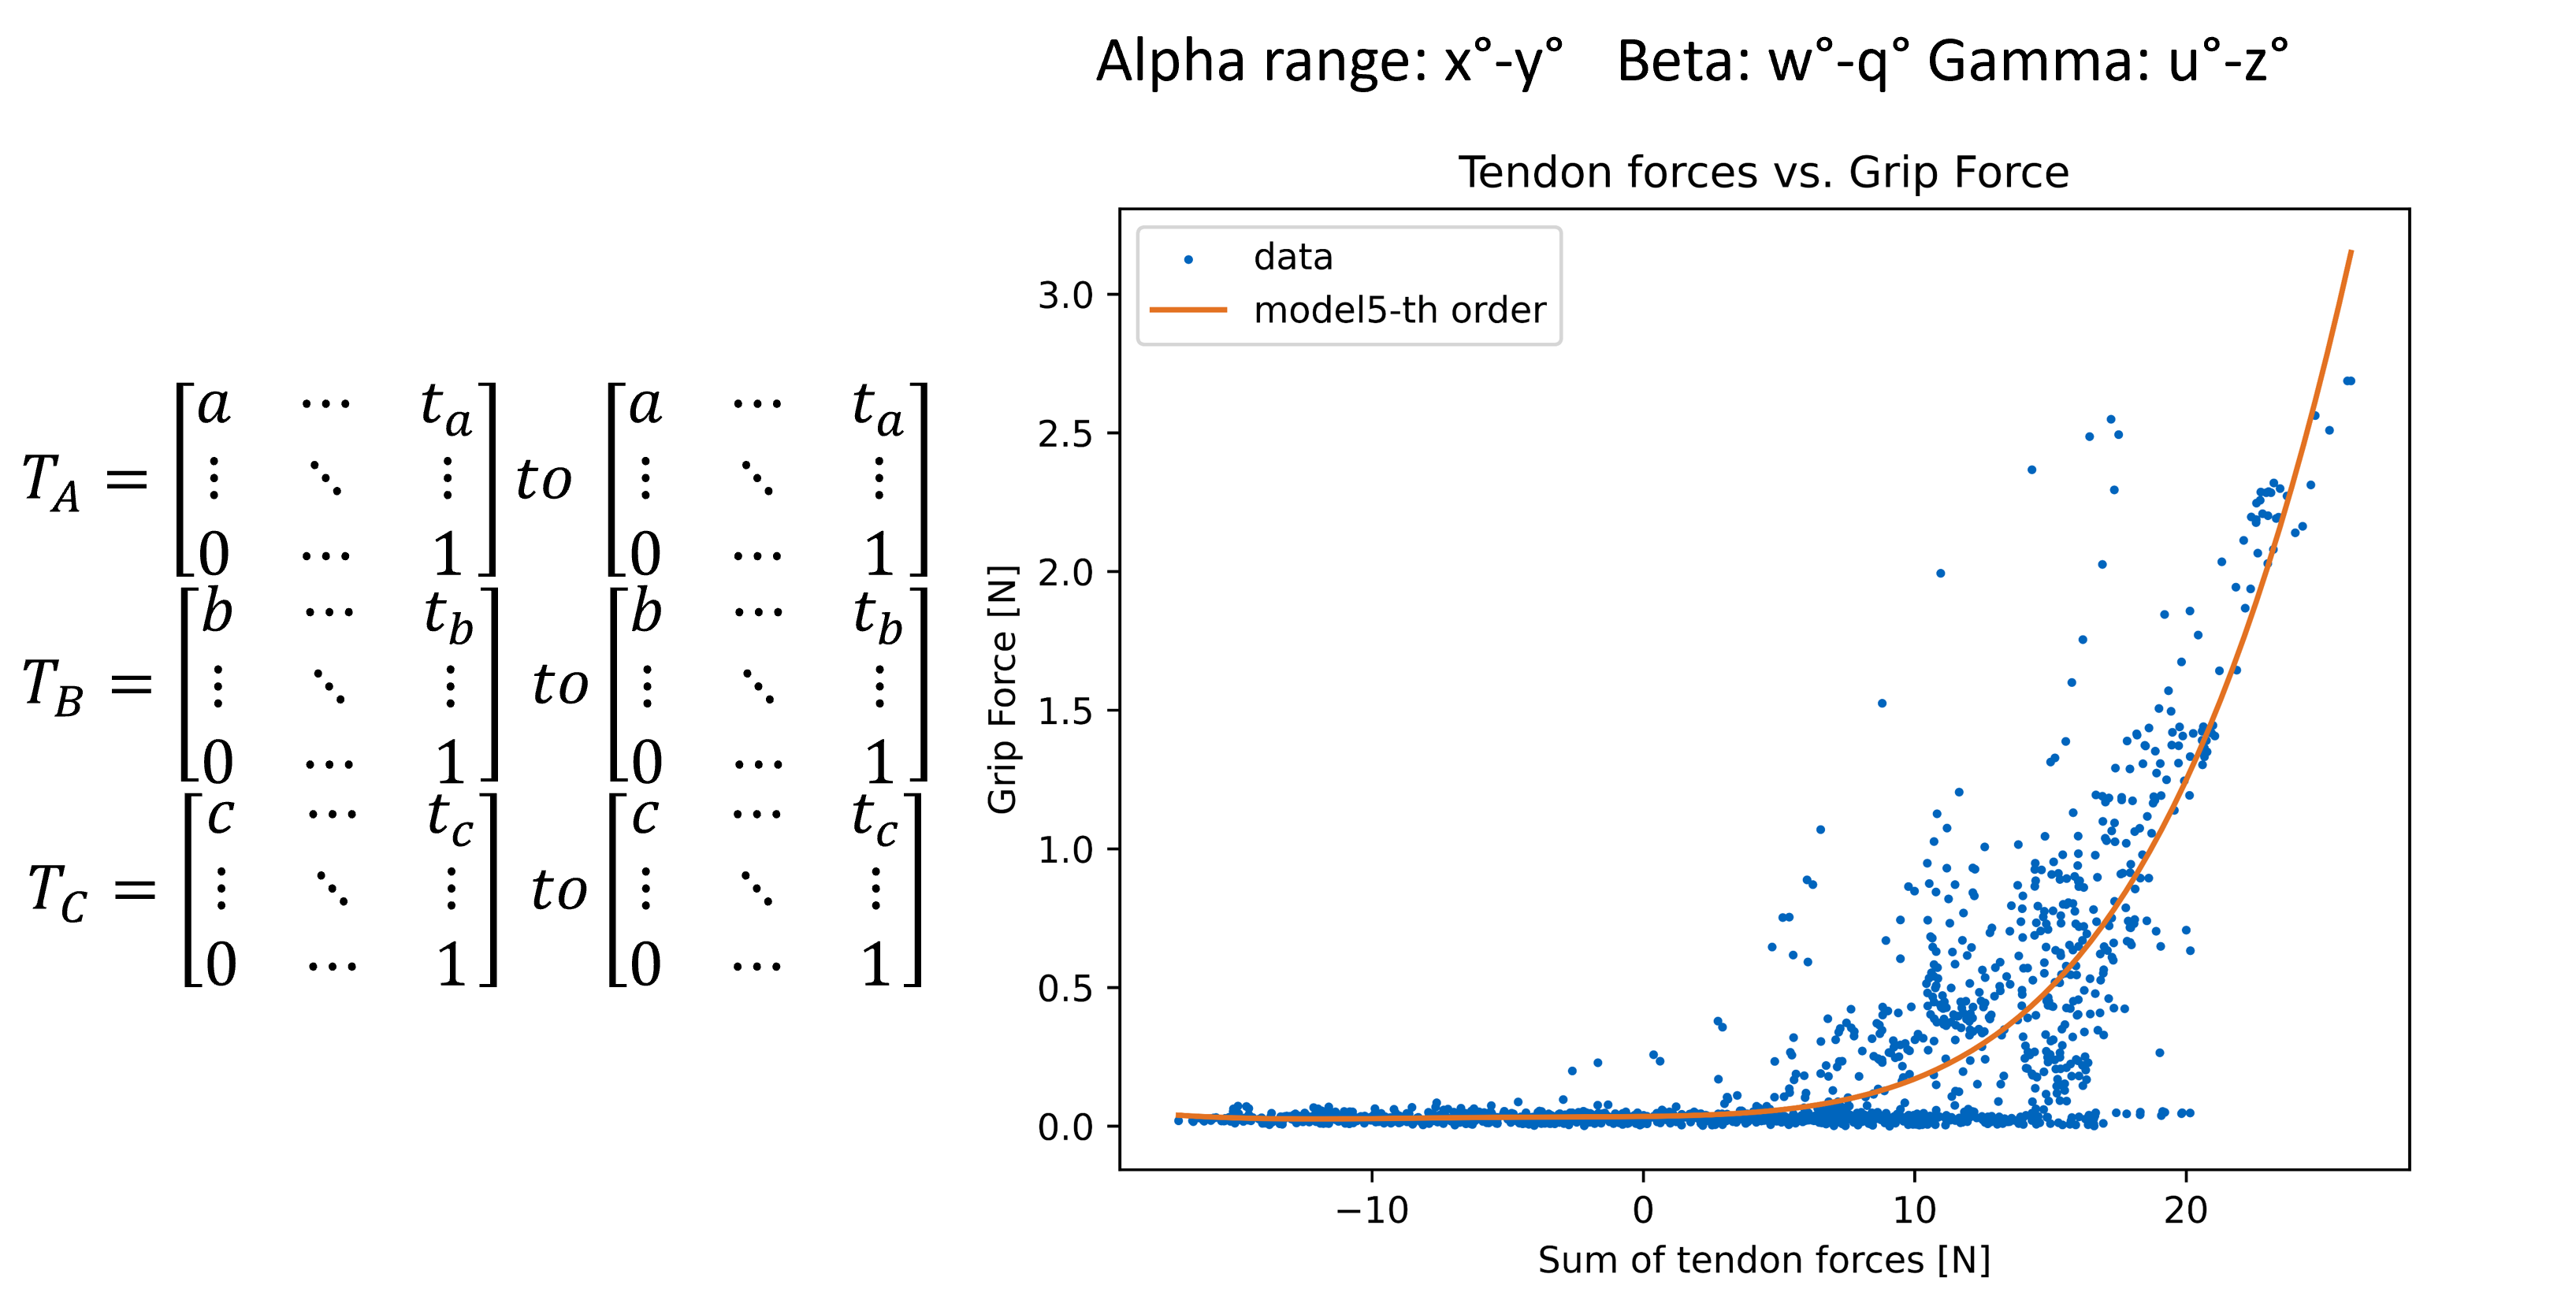 Alpha range: x°-y° Beta: w°-q° Gamma: u°-z°
Tendon forces vs. Grip Force
data
model5-th order
3.0
2.5
2.0
1.5
1.0
0.5
0.0
Grip Force [N]
−10 0 10 20
Sum of tendon forces [N]
a ⋯ t_a a ⋯ t_a
T_A = ⋮ ⋱ ⋮ to ⋮ ⋱ ⋮
0 ⋯ 1 0 ⋯ 1
b ⋯ t_b b ⋯ t_b
T_B = ⋮ ⋱ ⋮ to ⋮ ⋱ ⋮
0 ⋯ 1 0 ⋯ 1
c ⋯ t_c c ⋯ t_c
T_C = ⋮ ⋱ ⋮ to ⋮ ⋱ ⋮
0 ⋯ 1 0 ⋯ 1